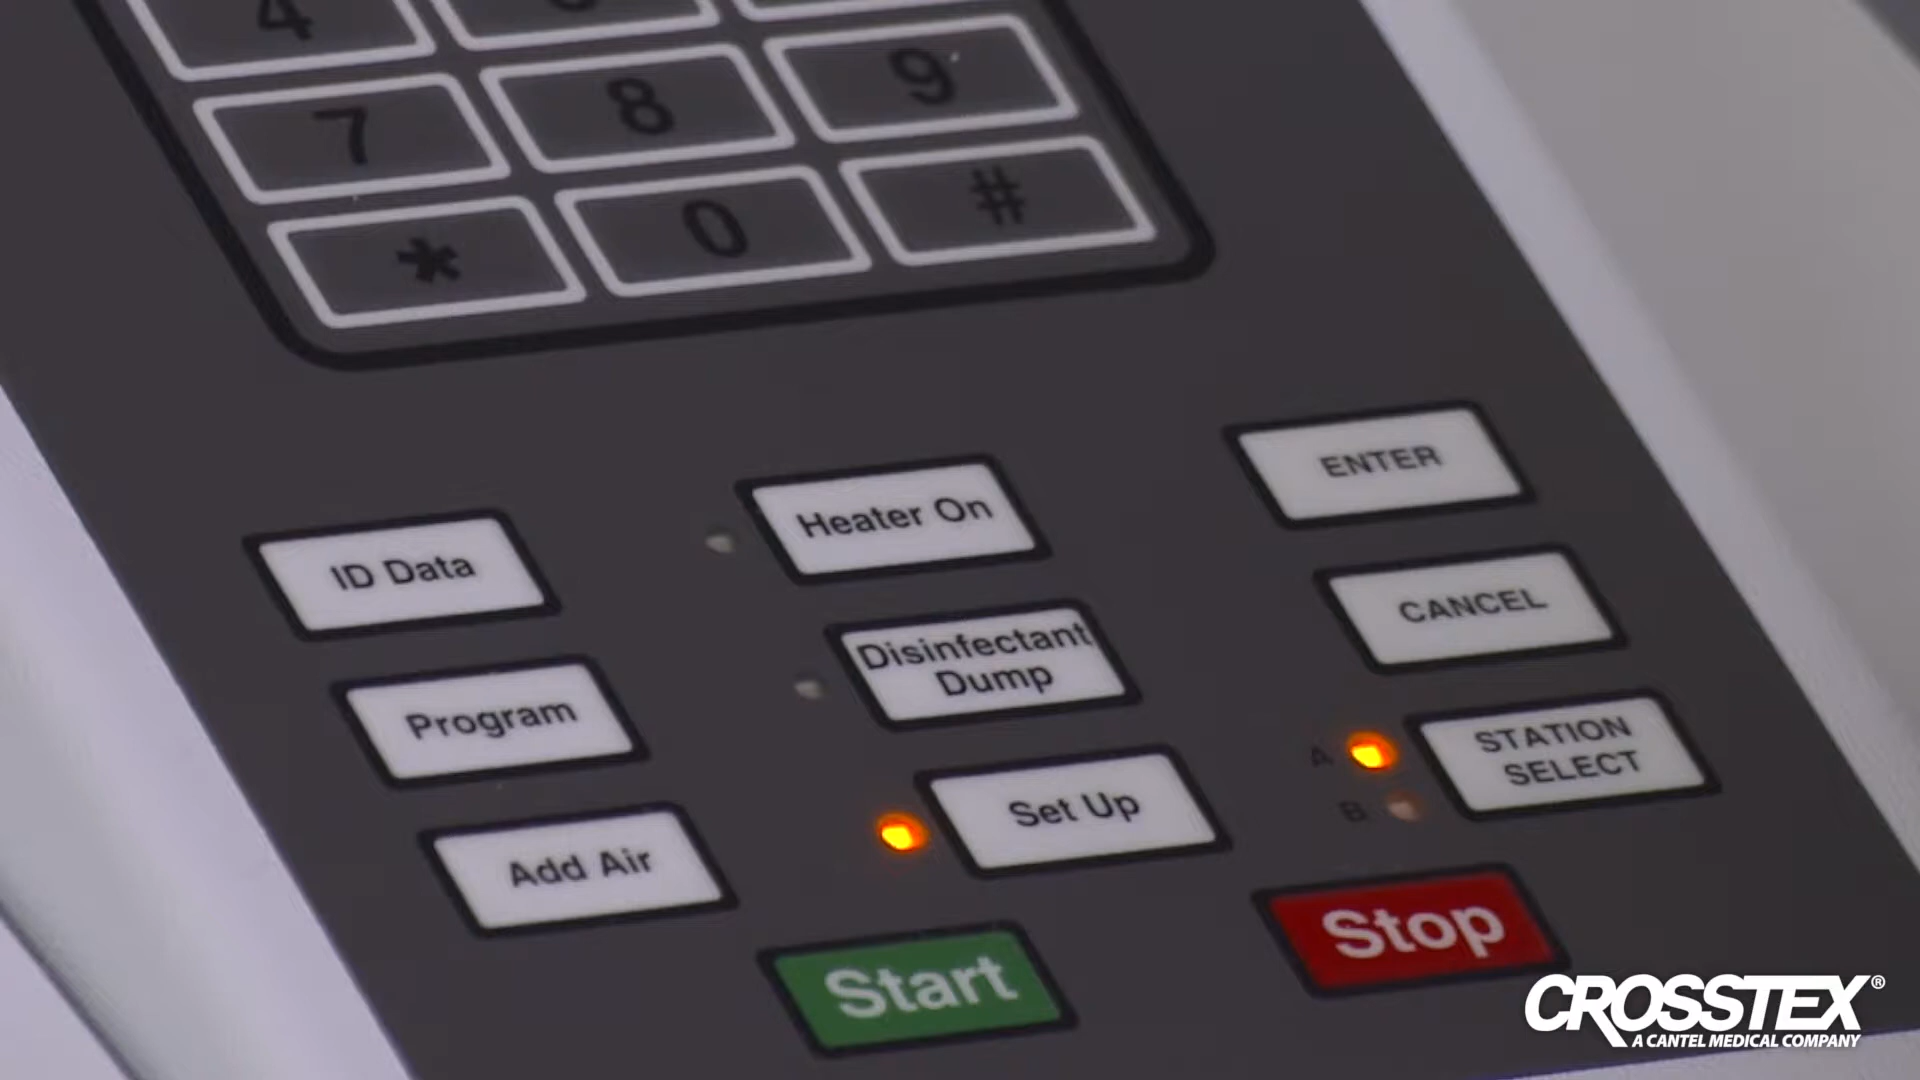 4
7 8 9
* 0 #
ENTER
Heater On
ID Data
CANCEL
Disinfectant
Dump
Program
STATION
SELECT
A
B
Set Up
Add Air
Stop
Start
CROSSTEX®
A CANTEL MEDICAL COMPANY